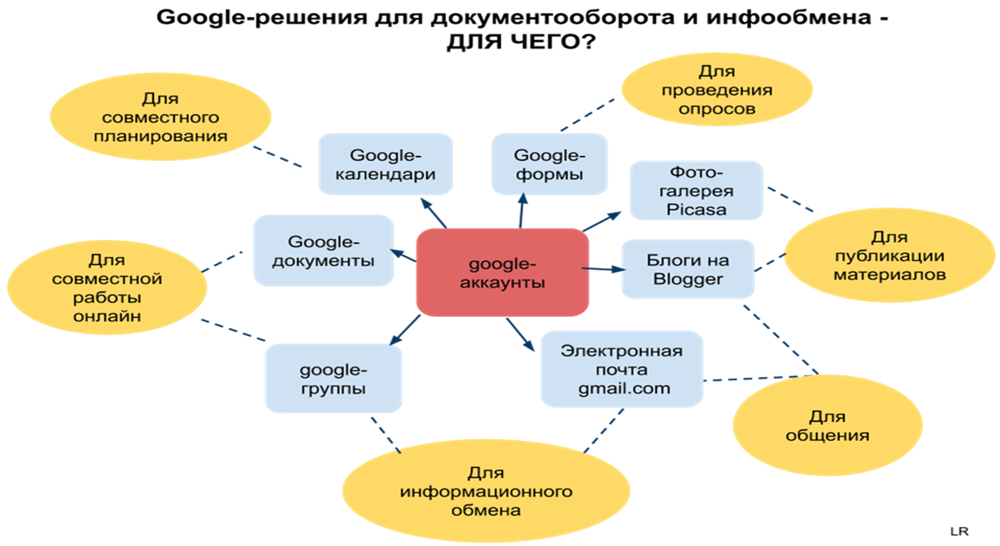 Google-решения для документооборота и инфообмена -
ДЛЯ ЧЕГО?
Для
совместного
планирования
Для
проведения
опросов
Google-
календари
Google-
формы
Фото-
галерея
Picasa
Для
публикации
материалов
Google-
документы
google-
аккаунты
Блоги на
Blogger
Для
совместной
работы
онлайн
google-
группы
Электронная
почта
gmail.com
Для
общения
Для
информационного
обмена
LR